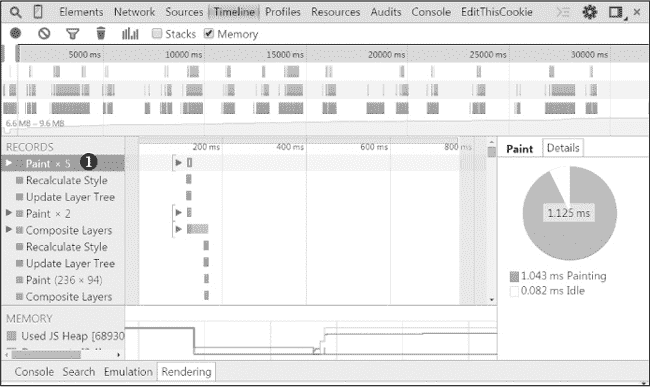 Elements Network Sources Timeline Profiles Resources Audits Console EditThisCookie
Stacks Memory
5000 ms 10000 ms 15000 ms 20000 ms 25000 ms 30000 ms
6.6 MB – 9.6 MB
RECORDS
200 ms 400 ms 600 ms 800 ms
Paint × 5 1
Recalculate Style
Update Layer Tree
Paint × 2
Composite Layers
Recalculate Style
Update Layer Tree
Paint (236 × 94)
Composite Layers
Paint Details
1.125 ms
1.043 ms Painting
0.082 ms Idle
MEMORY
Used JS Heap [68930
Console Search Emulation Rendering